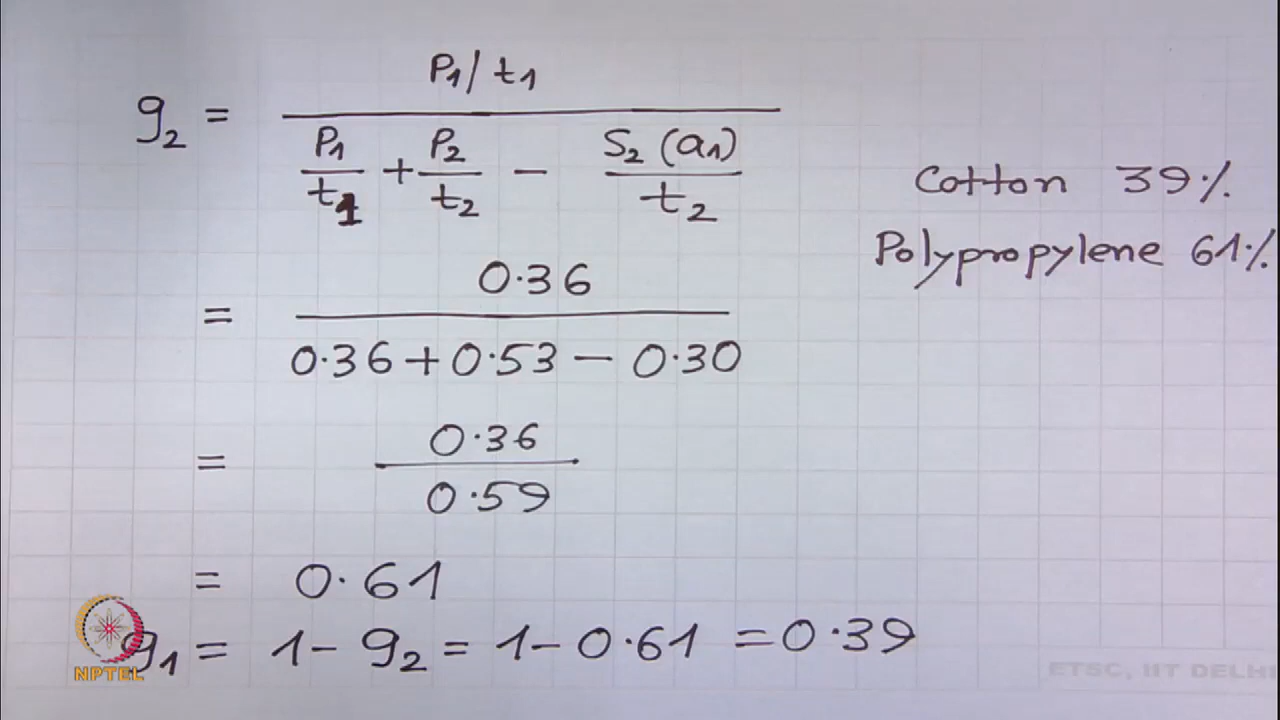 g₂ = P₁/t₁ / (P₁/t₁ + P₂/t₂ − S₂(a₁)/t₂)
= 0.36 / (0.36 + 0.53 − 0.30)
= 0.36 / 0.59
= 0.61
g₁ = 1 − g₂ = 1 − 0.61 = 0.39
Cotton 39%
Polypropylene 61%
NPTEL
ETSC, IIT DELHI